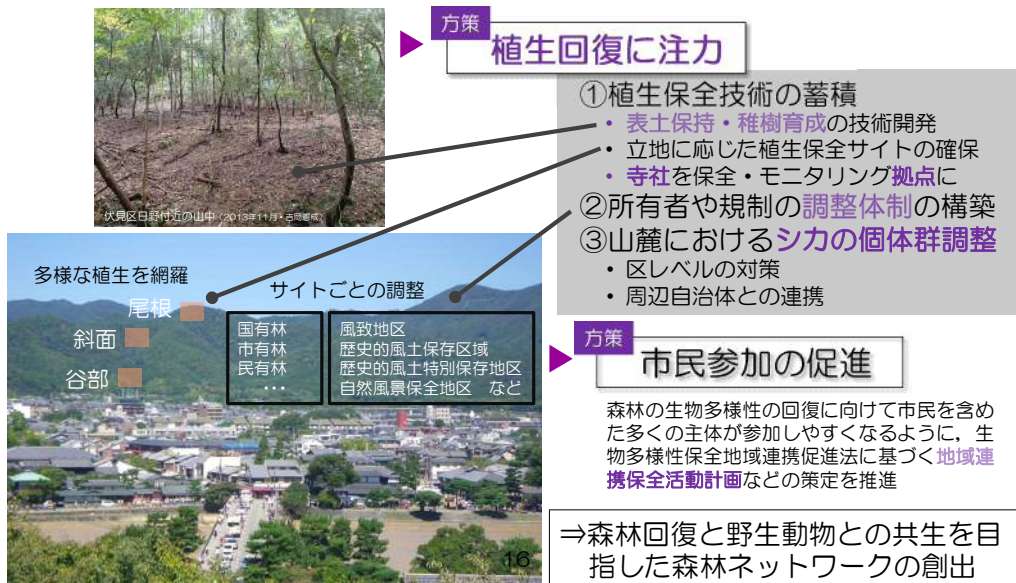 方策
植生回復に注力
①植生保全技術の蓄積
・ 表土保持・稚樹育成の技術開発
・ 立地に応じた植生保全サイトの確保
・ 寺社を保全・モニタリング拠点に
②所有者や規制の調整体制の構築
③山麓におけるシカの個体群調整
・ 区レベルの対策
・ 周辺自治体との連携
伏見区日野付近の山中（2013年11月・吉岡憲成）
多様な植生を網羅
尾根
斜面
谷部
サイトごとの調整
国有林
市有林
民有林
…
風致地区
歴史的風土保存区域
歴史的風土特別保存地区
自然風景保全地区 など
方策
市民参加の促進
森林の生物多様性の回復に向けて市民を含め
た多くの主体が参加しやすくなるように，生
物多様性保全地域連携促進法に基づく地域連
携保全活動計画などの策定を推進
⇒森林回復と野生動物との共生を目
指した森林ネットワークの創出
16